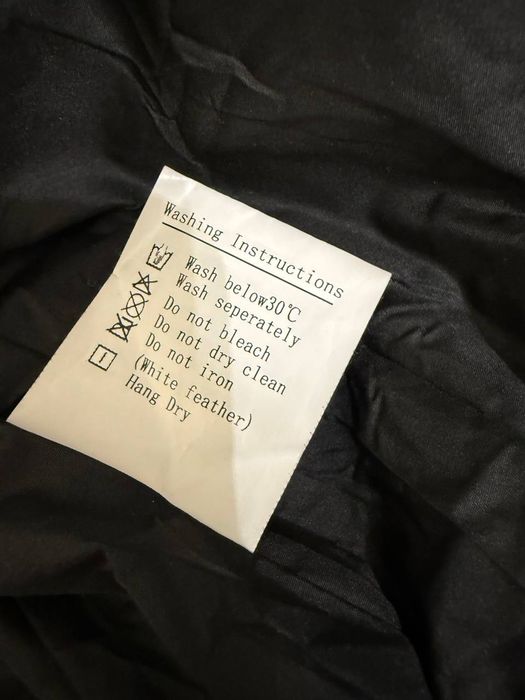 Washing Instructions
Wash below30℃
Wash seperately
Do not bleach
Do not dry clean
Do not iron
(White feather)
Hang Dry